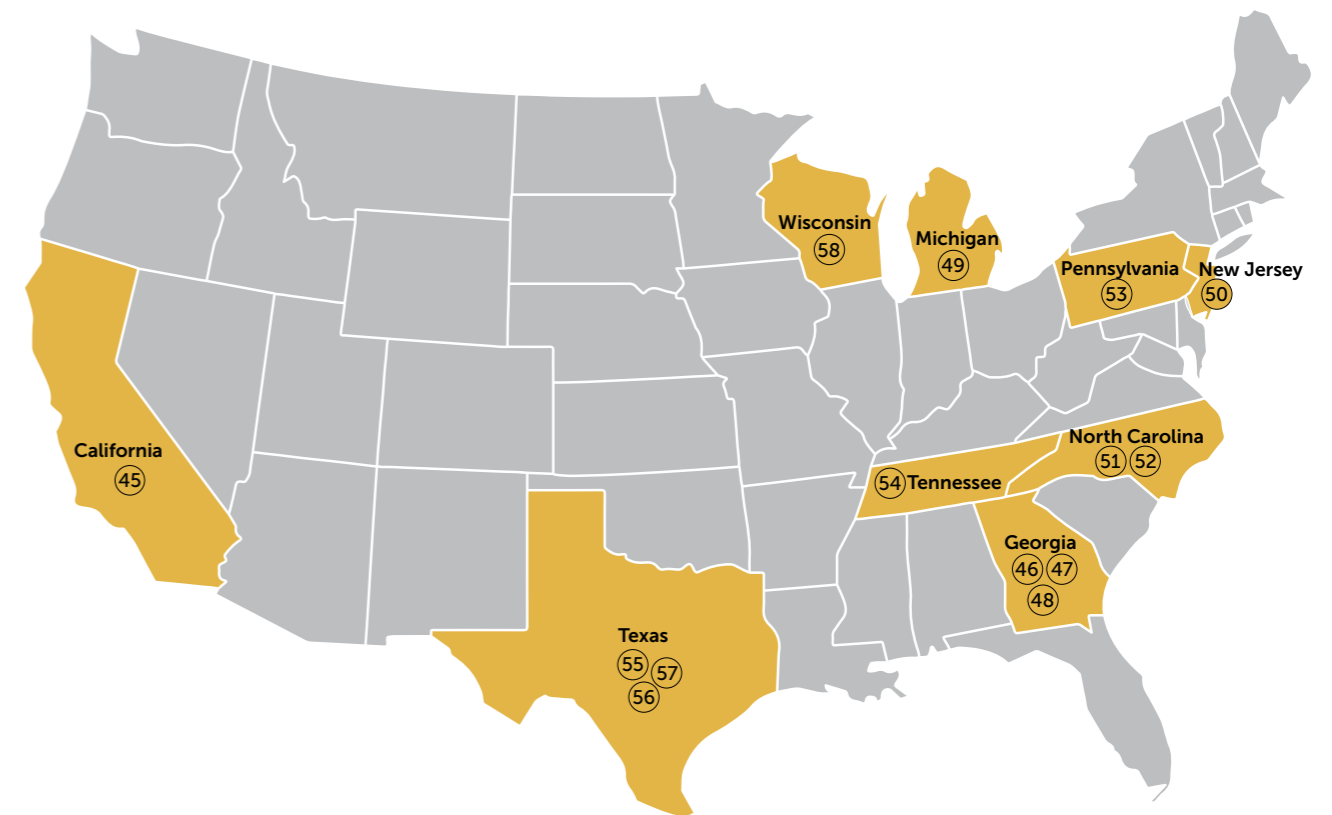 Wisconsin
58
Michigan
49
Pennsylvania
53
New Jersey
50
California
45
North Carolina
51 52
54 Tennessee
Georgia
46 47
48
Texas
55 57
56